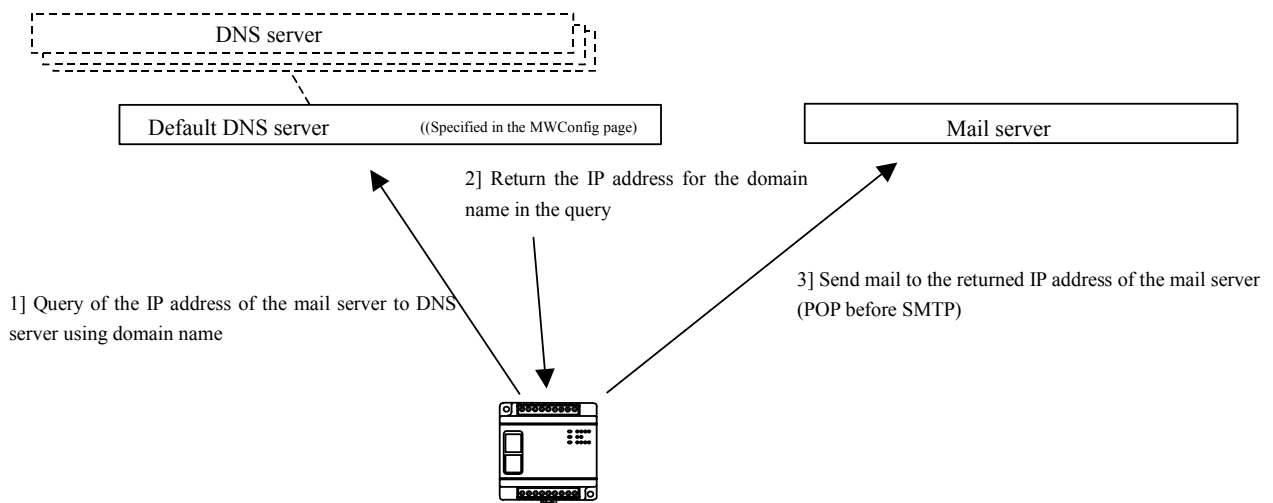 DNS server
Default DNS server ((Specified in the MWConfig page)
Mail server
2] Return the IP address for the domain
name in the query
3] Send mail to the returned IP address of the mail server
(POP before SMTP)
1] Query of the IP address of the mail server to DNS
server using domain name